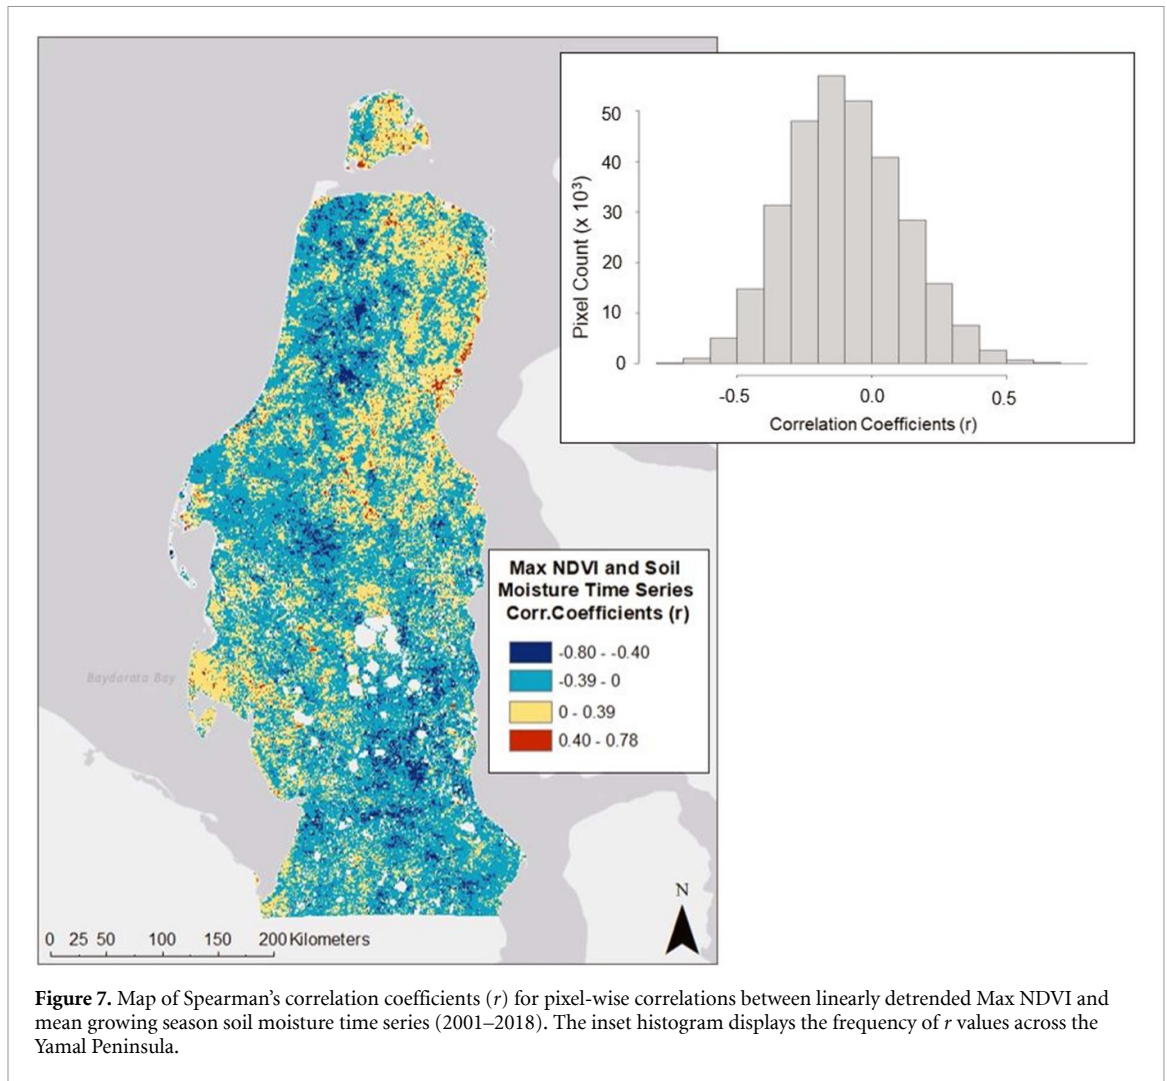 50
40
30
20
10
0
Pixel Count (x 10³)
-0.5 0.0 0.5
Correlation Coefficients (r)
Max NDVI and Soil
Moisture Time Series
Corr.Coefficients (r)
-0.80 - -0.40
-0.39 - 0
0 - 0.39
0.40 - 0.78
Baydarata Bay
N
0 25 50 100 150 200 Kilometers
Figure 7. Map of Spearman's correlation coefficients (r) for pixel-wise correlations between linearly detrended Max NDVI and
mean growing season soil moisture time series (2001–2018). The inset histogram displays the frequency of r values across the
Yamal Peninsula.